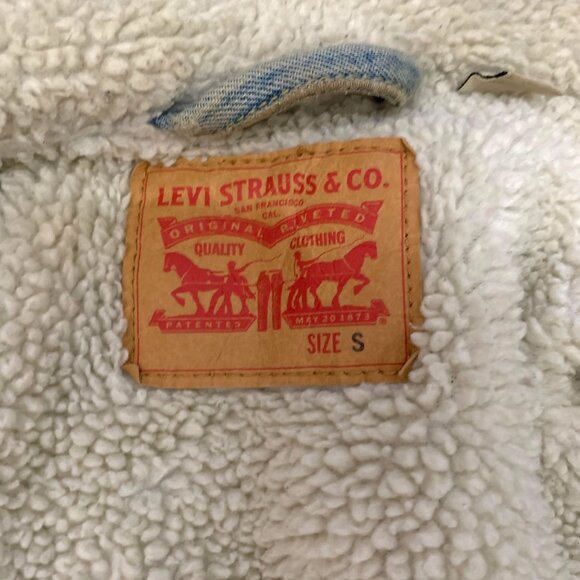 LEVI STRAUSS & CO.
SAN FRANCISCO
CAL.
ORIGINAL RIVETED
QUALITY CLOTHING
PATENTED MAY 20 1873
SIZE S